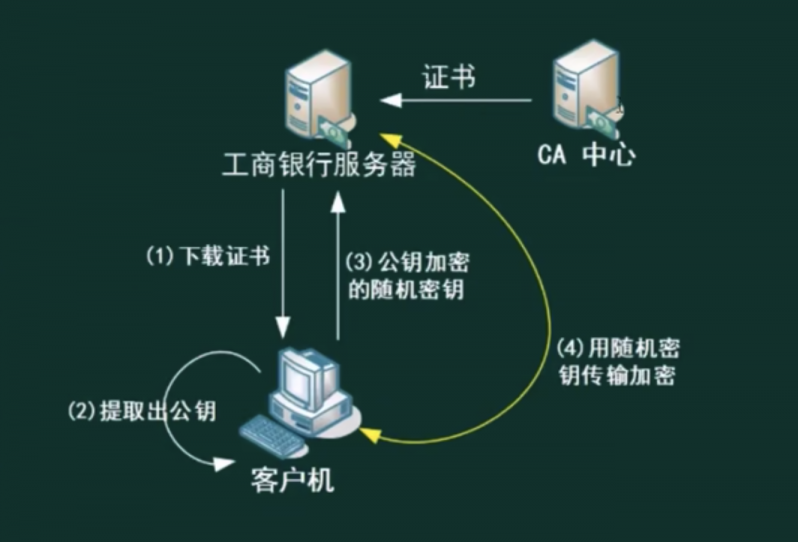 证书
工商银行服务器
CA 中心
(1)下载证书
(3)公钥加密
的随机密钥
(4)用随机密
钥传输加密
(2)提取出公钥
客户机